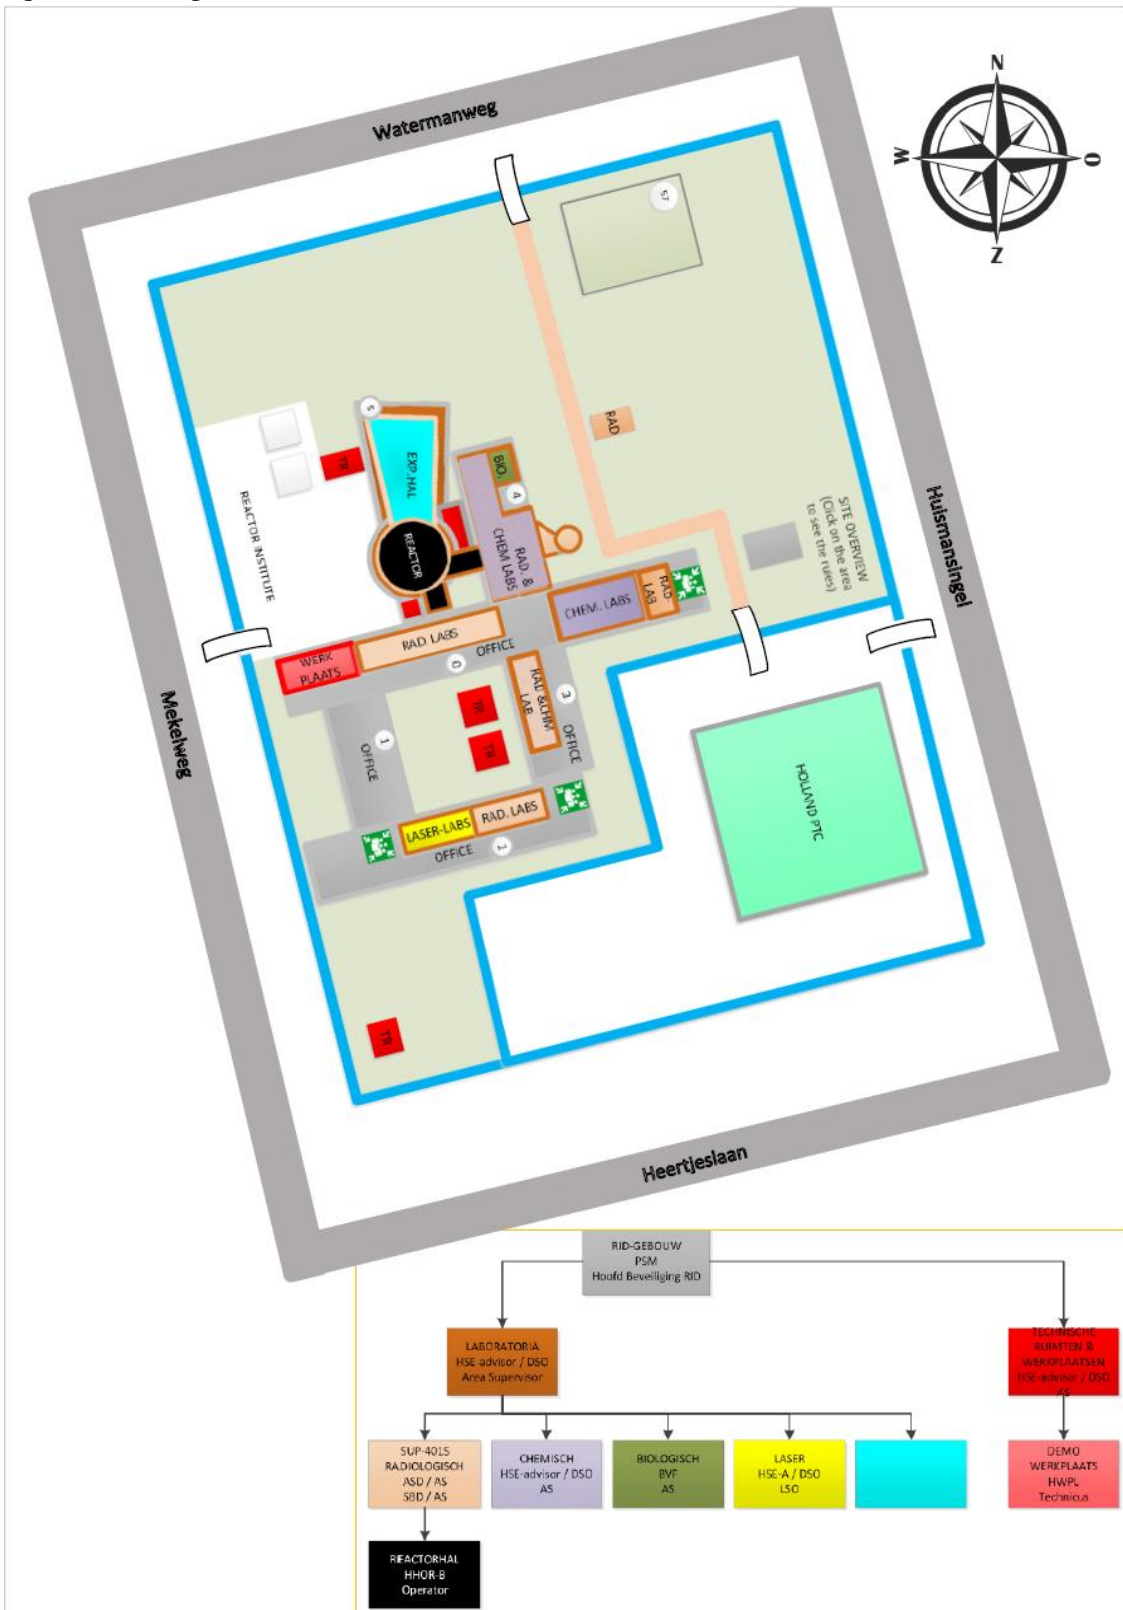 Watermanweg
N
W
O
Z
57
5
RAD
TR
EXP.HAL
BIO.
4
REACTOR INSTITUTE
REACTOR
RAD. &
CHEM LABS
SITE OVERVIEW
(Click on the area
to see the rules)
Huismansingel
CHEM. LABS
RAD.
LAB
RAD. LABS
OFFICE
WERK
PLAATS
0
RAD &CHM
LAB
3
OFFICE
TR
TR
Mekelweg
OFFICE
1
HOLLAND PTC
LASER-LABS
RAD. LABS
OFFICE
TR
Heertjeslaan
RID-GEBOUW
PSM
Hoofd Beveiliging RID
LABORATORIA
HSE-advisor / DSO
Area Supervisor
TECHNISCHE
RUIMTEN &
WERKPLAATSEN
HSE-advisor / DSO
AS
SUP-4015
RADIOLOGISCH
ASD / AS
SBD / AS
CHEMISCH
HSE-advisor / DSO
AS
BIOLOGISCH
BVF
AS
LASER
HSE-A / DSO
LSO
DEMO
WERKPLAATS
HWPL
Technicus
REACTORHAL
HHOR-B
Operator